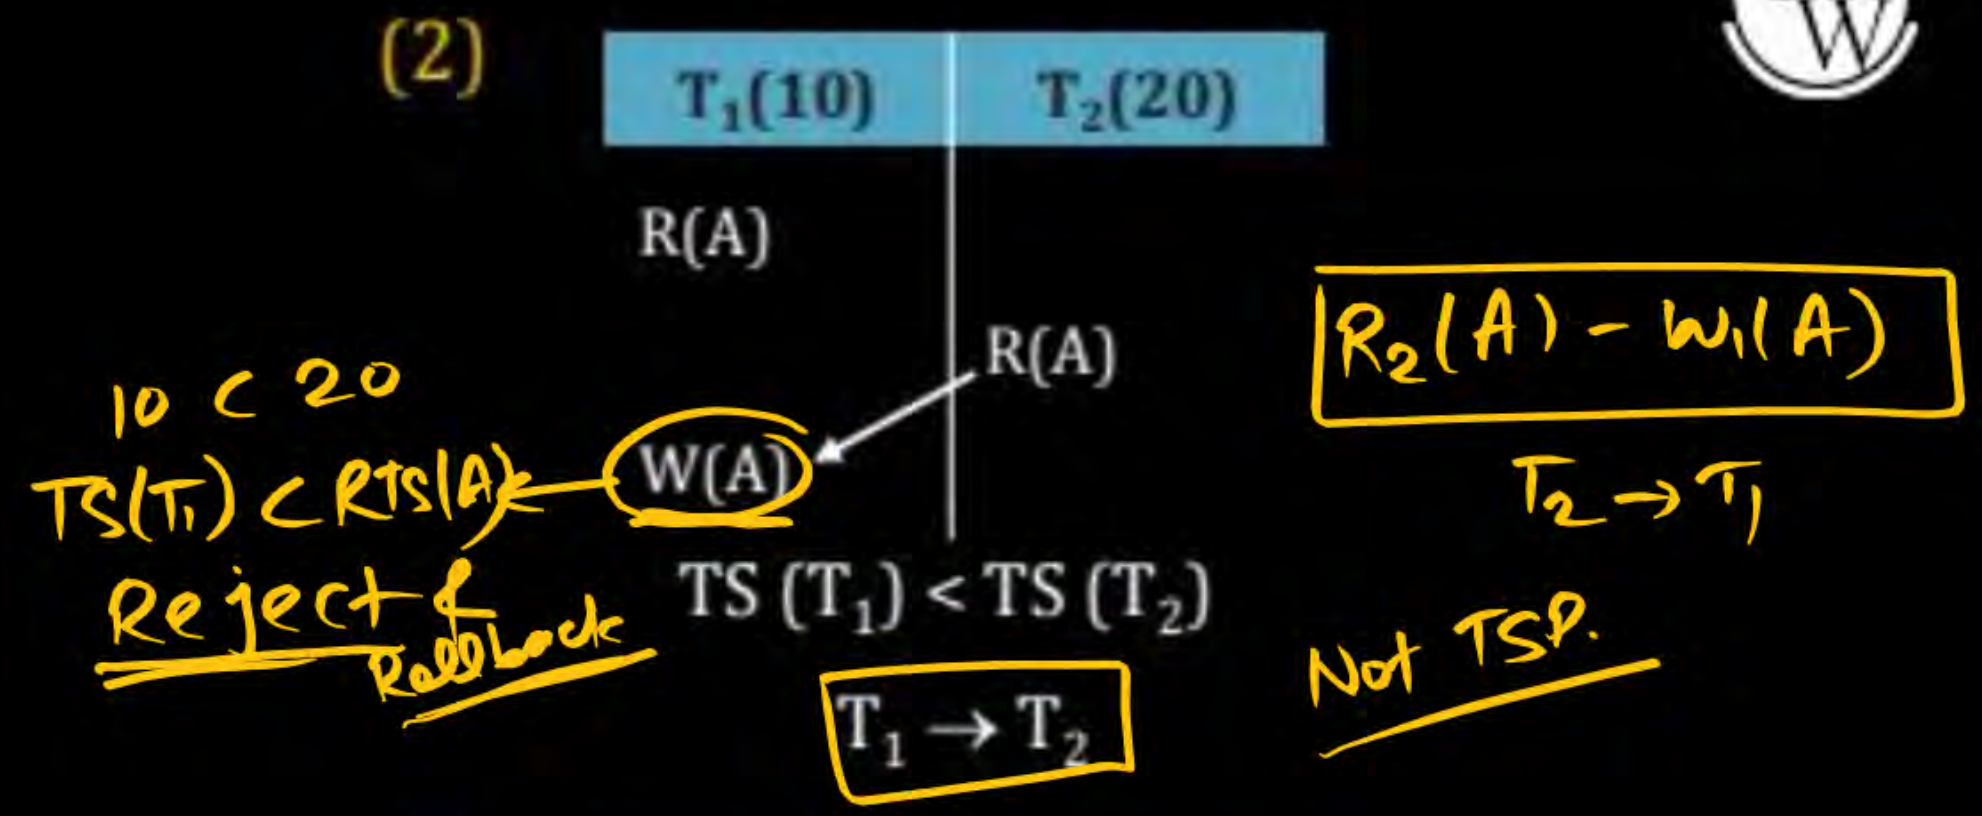 (2)
W
T₁(10) T₂(20)
R(A)
R(A)
R₂(A) - W₁(A)
10 < 20
W(A)
TS(T₁) < RTS(A)
T₂ → T₁
Reject &
Rollback
TS (T₁) < TS (T₂)
Not TSP.
T₁ → T₂